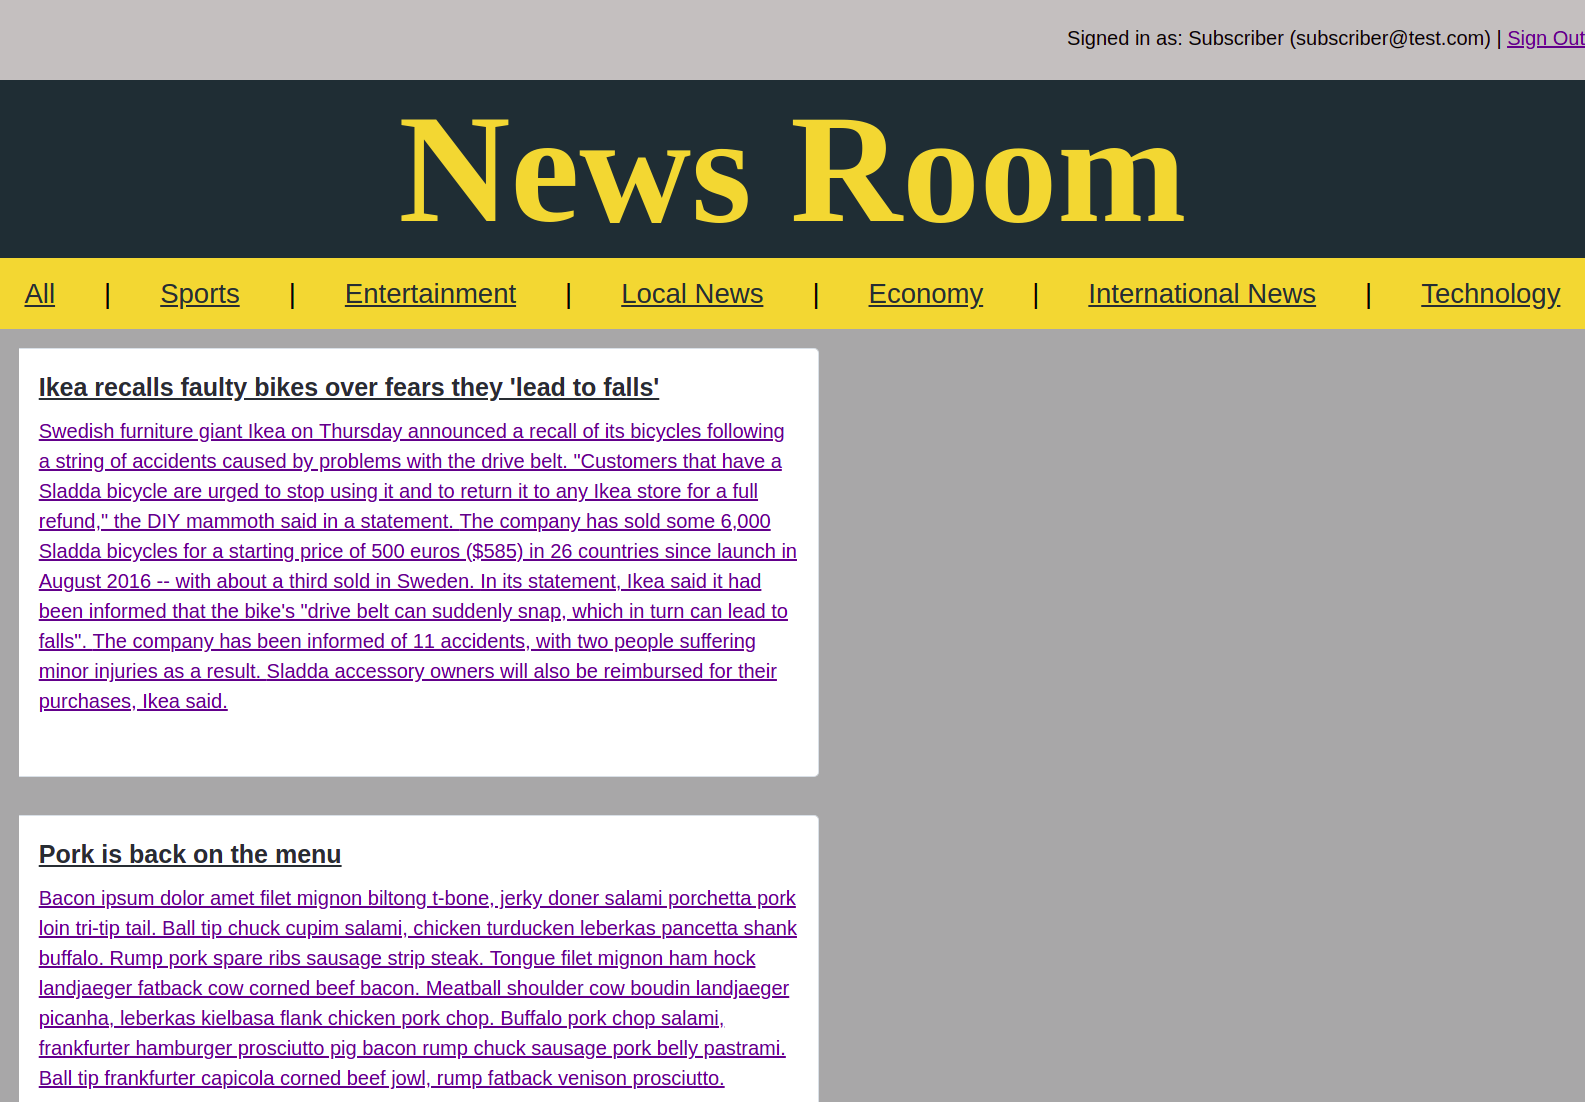 Signed in as: Subscriber (subscriber@test.com) | Sign Out
News Room
All | Sports | Entertainment | Local News | Economy | International News | Technology
Ikea recalls faulty bikes over fears they 'lead to falls'
Swedish furniture giant Ikea on Thursday announced a recall of its bicycles following
a string of accidents caused by problems with the drive belt. "Customers that have a
Sladda bicycle are urged to stop using it and to return it to any Ikea store for a full
refund," the DIY mammoth said in a statement. The company has sold some 6,000
Sladda bicycles for a starting price of 500 euros ($585) in 26 countries since launch in
August 2016 -- with about a third sold in Sweden. In its statement, Ikea said it had
been informed that the bike's "drive belt can suddenly snap, which in turn can lead to
falls". The company has been informed of 11 accidents, with two people suffering
minor injuries as a result. Sladda accessory owners will also be reimbursed for their
purchases, Ikea said.
Pork is back on the menu
Bacon ipsum dolor amet filet mignon biltong t-bone, jerky doner salami porchetta pork
loin tri-tip tail. Ball tip chuck cupim salami, chicken turducken leberkas pancetta shank
buffalo. Rump pork spare ribs sausage strip steak. Tongue filet mignon ham hock
landjaeger fatback cow corned beef bacon. Meatball shoulder cow boudin landjaeger
picanha, leberkas kielbasa flank chicken pork chop. Buffalo pork chop salami,
frankfurter hamburger prosciutto pig bacon rump chuck sausage pork belly pastrami.
Ball tip frankfurter capicola corned beef jowl, rump fatback venison prosciutto.